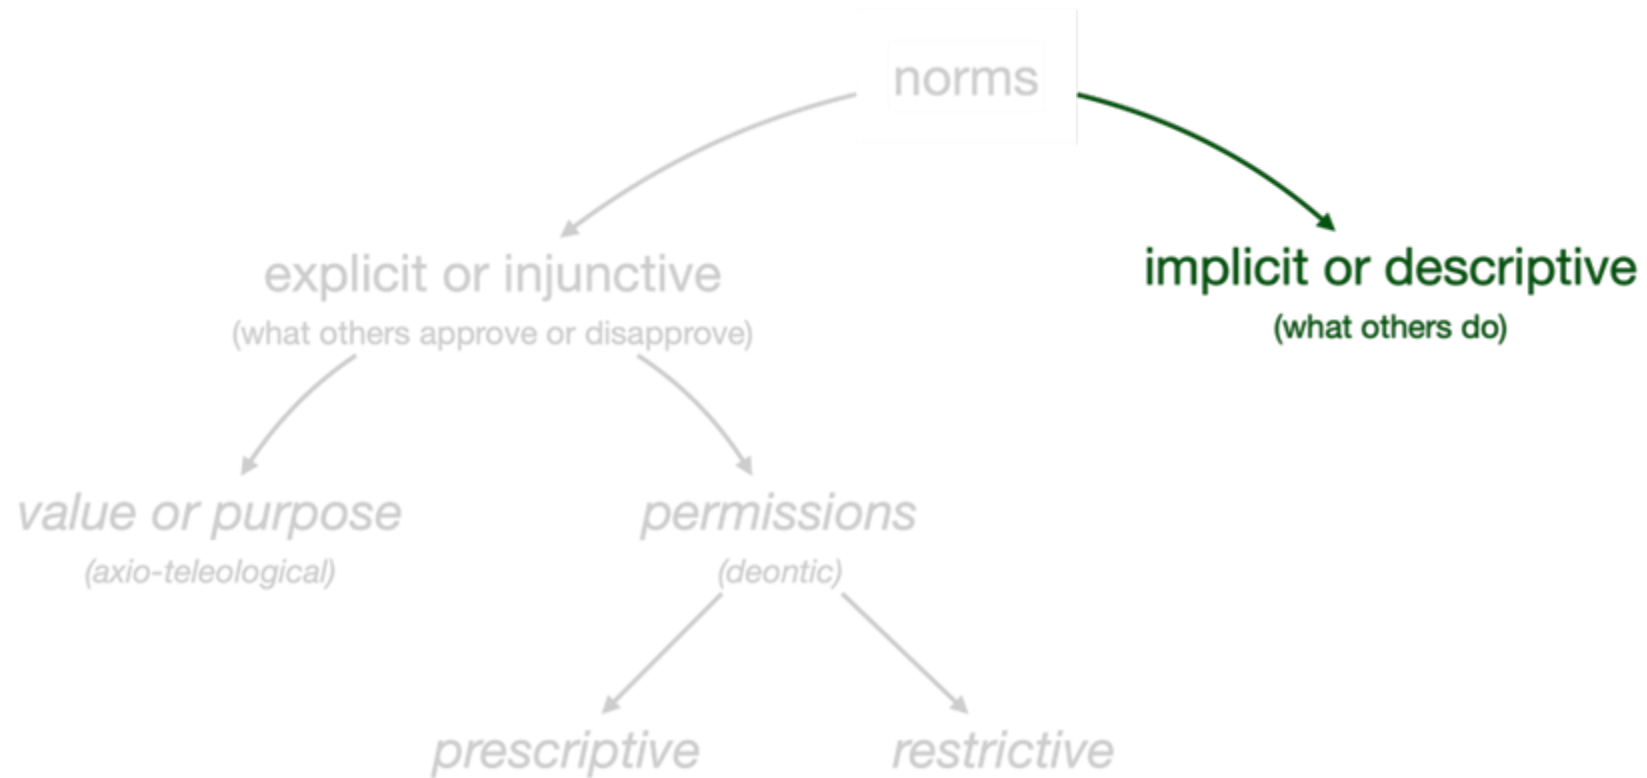 norms
explicit or injunctive
(what others approve or disapprove)
implicit or descriptive
(what others do)
value or purpose
(axio-teleological)
permissions
(deontic)
prescriptive
restrictive